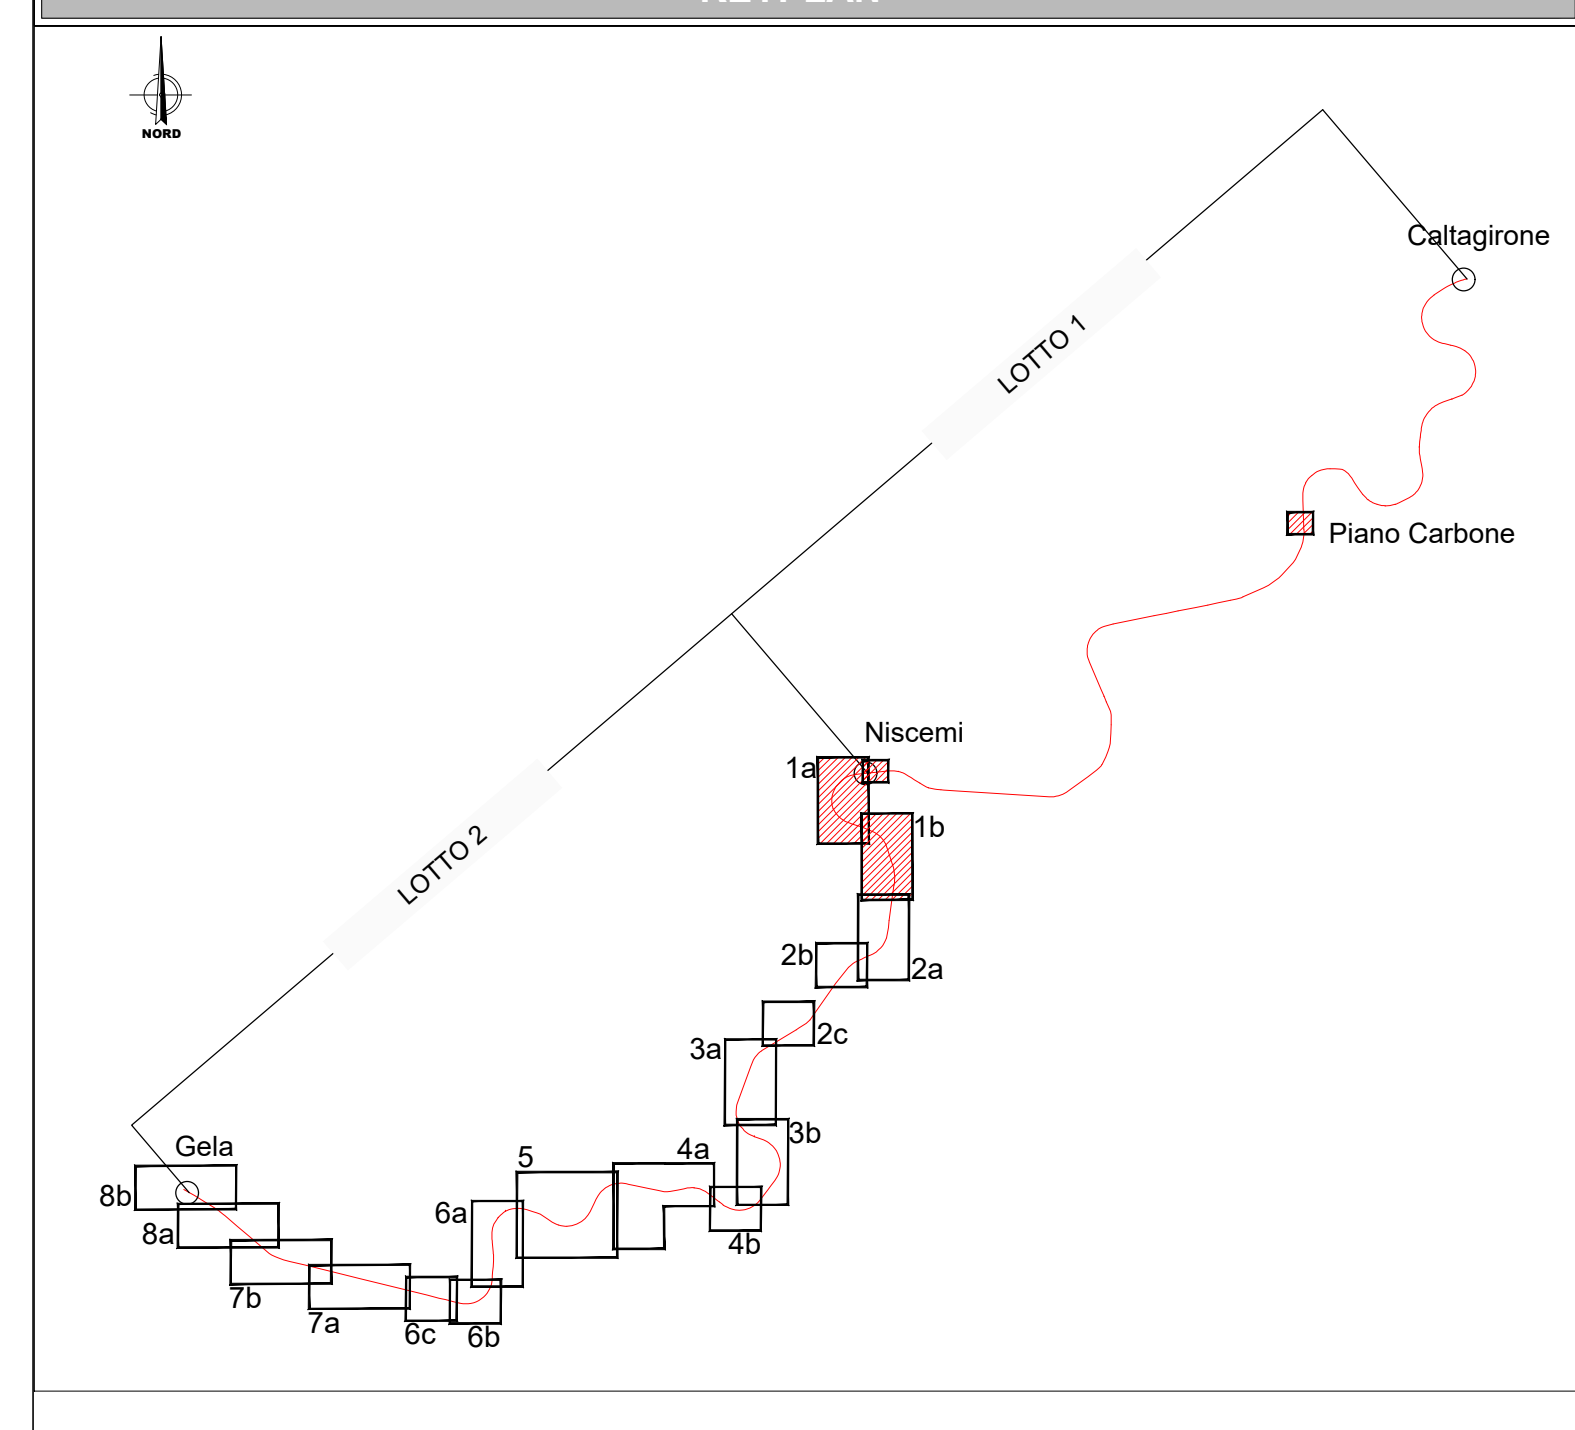 NORD
Caltagirone
LOTTO 1
Piano Carbone
Niscemi
1a
1b
LOTTO 2
2b
2a
2c
3a
3b
Gela
5
4a
8b
6a
8a
4b
7b
7a
6c
6b